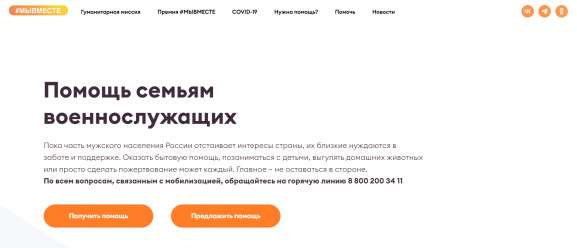 #МЫВМЕСТЕ Гуманитарная миссия Премия #МЫВМЕСТЕ COVID-19 Нужна помощь? Помочь Новости
Помощь семьям
военнослужащих
Пока часть мужского населения России отстаивает интересы страны, их близкие нуждаются в
заботе и поддержке. Оказать бытовую помощь, позаниматься с детьми, выгулять домашних животных
или просто сделать пожертвование может каждый. Главное – не оставаться в стороне.
По всем вопросам, связанным с мобилизацией, обращайтесь на горячую линию 8 800 200 34 11
Получить помощь Предложить помощь